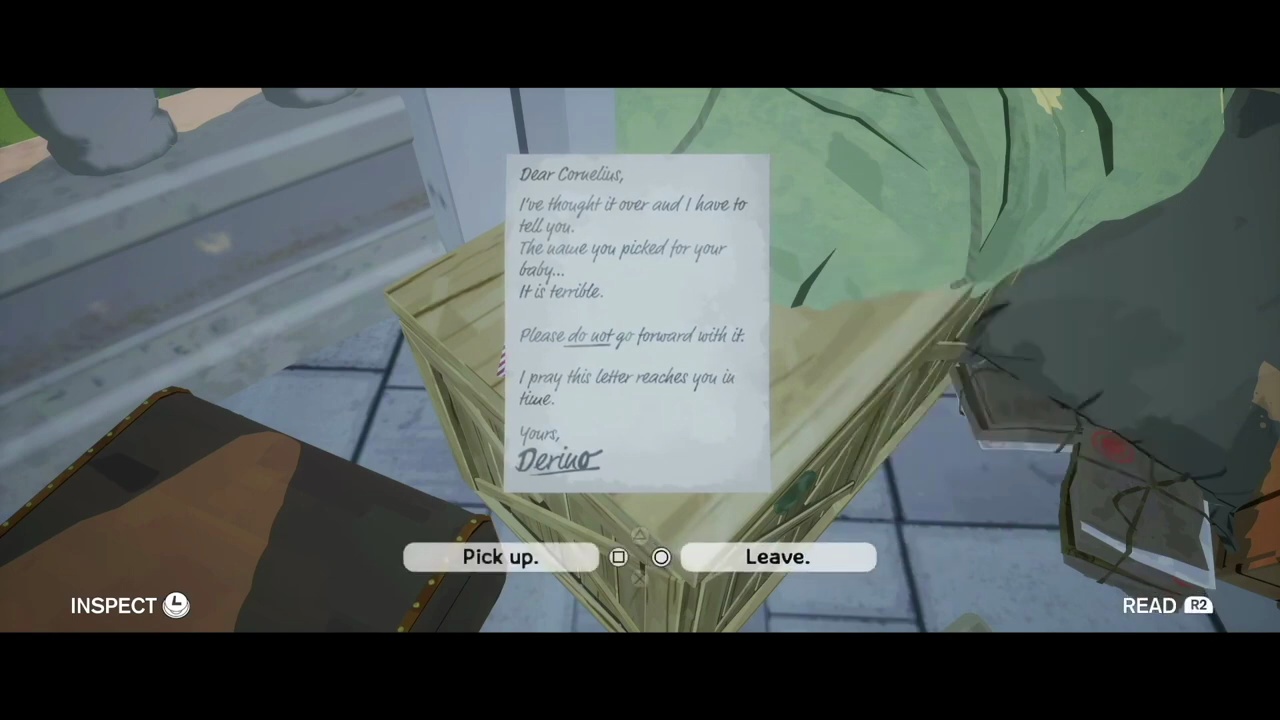 Dear Cornelius,
I've thought it over and I have to
tell you.
The name you picked for your
baby...
It is terrible.
Please do not go forward with it.
I pray this letter reaches you in
time.
Yours,
Derino
Pick up.
Leave.
INSPECT L
READ R2